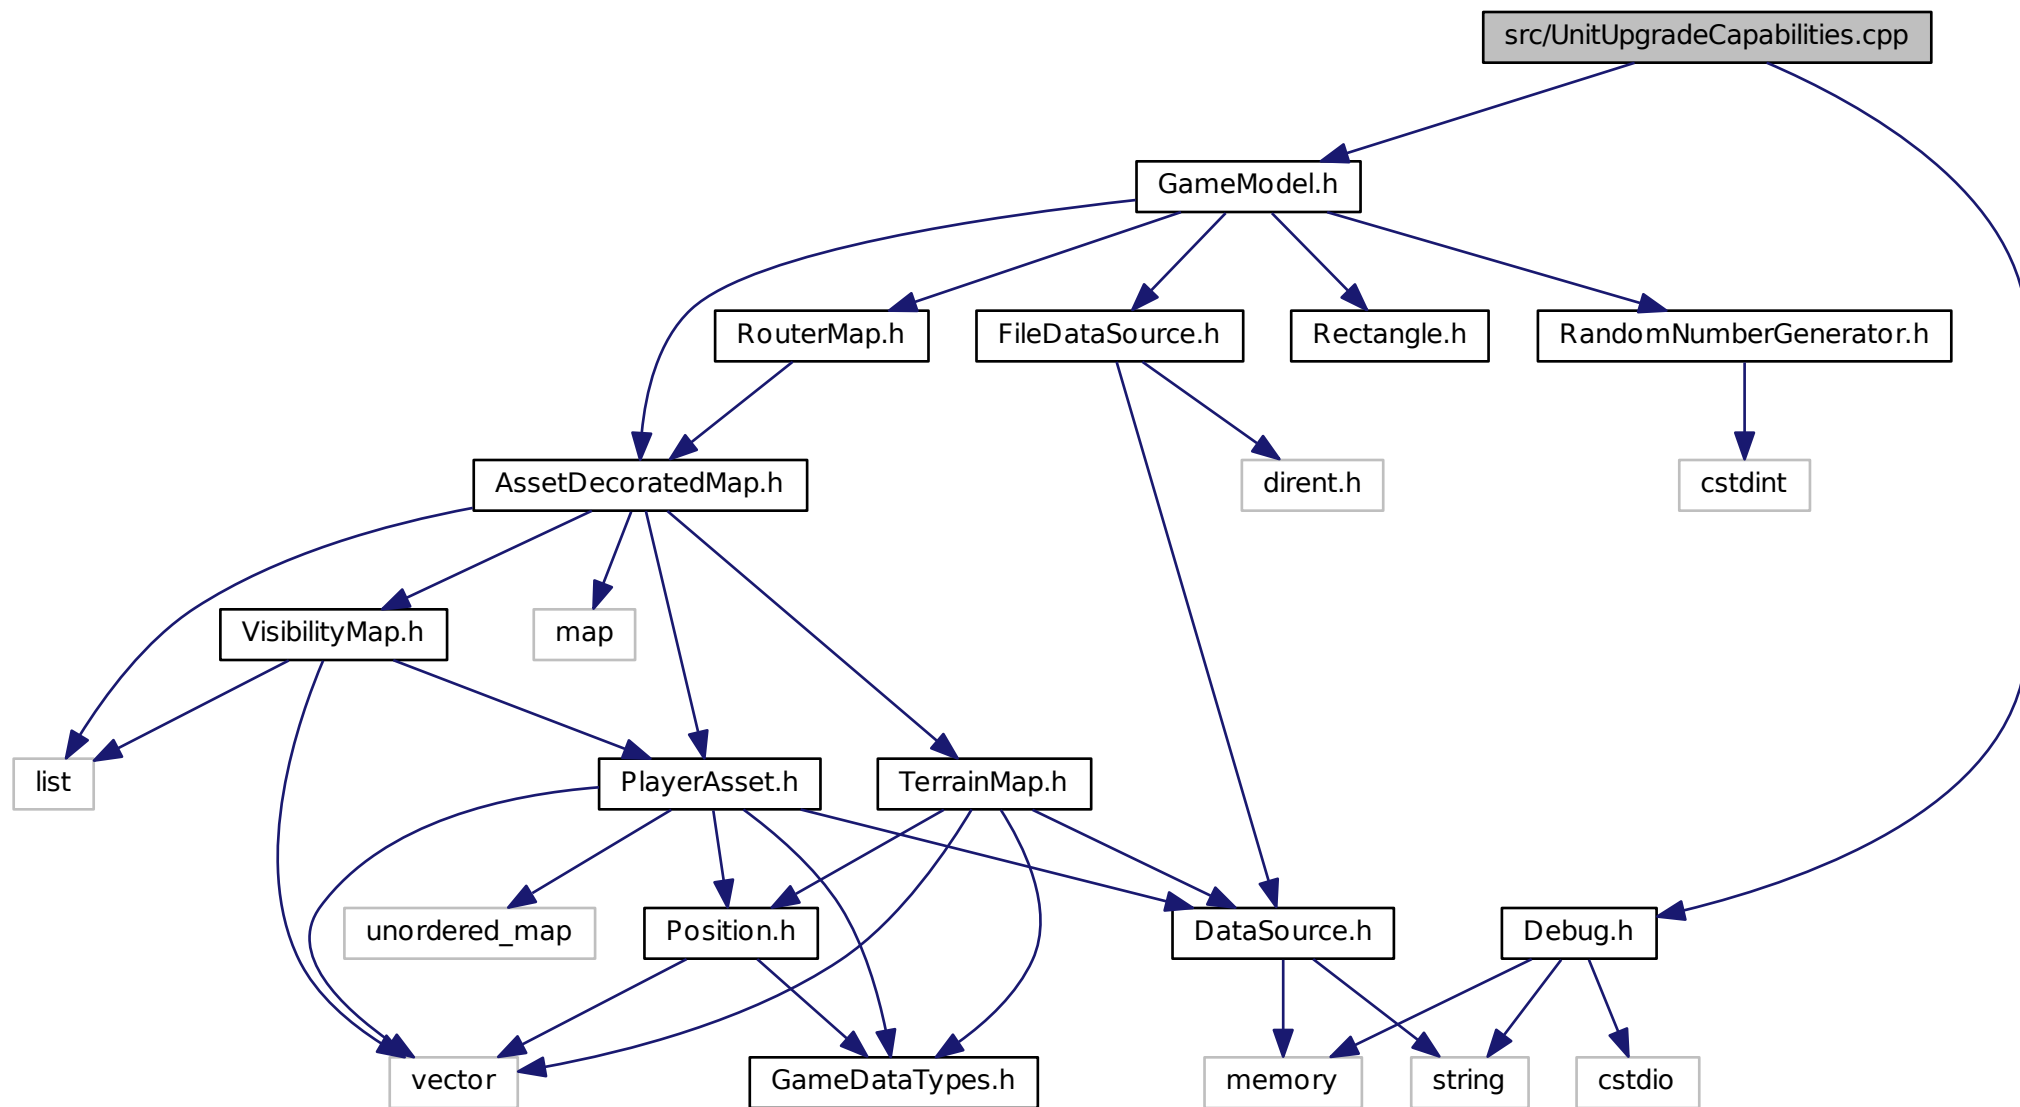 src/UnitUpgradeCapabilities.cpp
GameModel.h
RouterMap.h
FileDataSource.h
Rectangle.h
RandomNumberGenerator.h
AssetDecoratedMap.h
dirent.h
cstdint
VisibilityMap.h
map
list
PlayerAsset.h
TerrainMap.h
unordered_map
Position.h
DataSource.h
Debug.h
vector
GameDataTypes.h
memory
string
cstdio